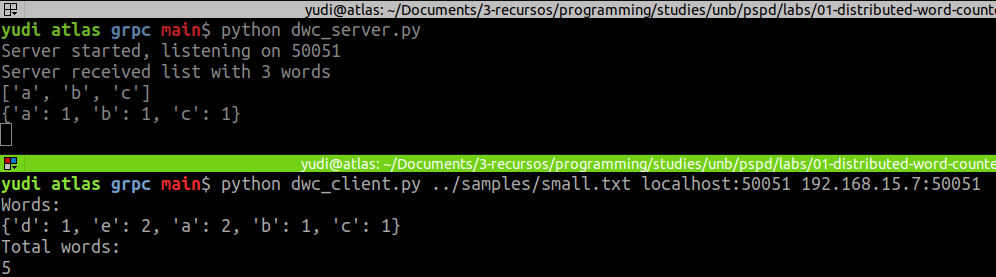 yudi@atlas: ~/Documents/3-recursos/programming/studies/unb/pspd/labs/01-distributed-word-counte
yudi atlas grpc main$ python dwc_server.py
Server started, listening on 50051
Server received list with 3 words
['a', 'b', 'c']
{'a': 1, 'b': 1, 'c': 1}
yudi@atlas: ~/Documents/3-recursos/programming/studies/unb/pspd/labs/01-distributed-word-counte
yudi atlas grpc main$ python dwc_client.py ../samples/small.txt localhost:50051 192.168.15.7:50051
Words:
{'d': 1, 'e': 2, 'a': 2, 'b': 1, 'c': 1}
Total words:
5